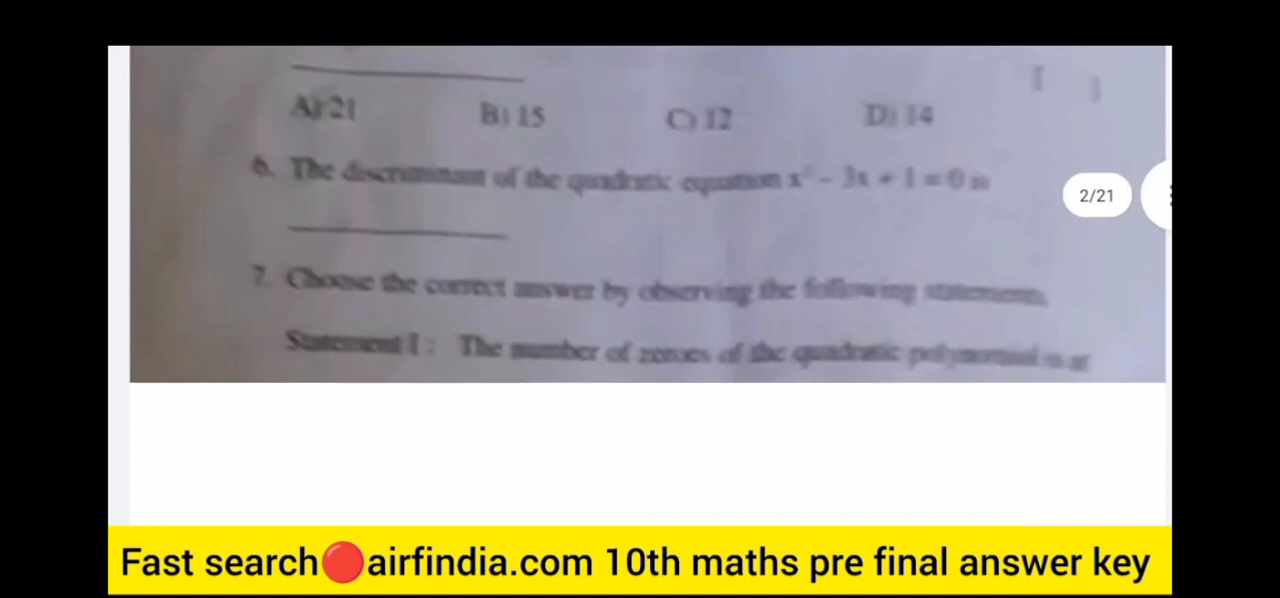 [ ]
A) 21 B) 15 C) 12 D) 14
6. The discriminant of the quadratic equation x² - 3x + 1 = 0 is
7. Choose the correct answer by observing the following statements.
Statement I : The number of zeroes of the quadratic polynomial is at
2/21
Fast search🔴airfindia.com 10th maths pre final answer key